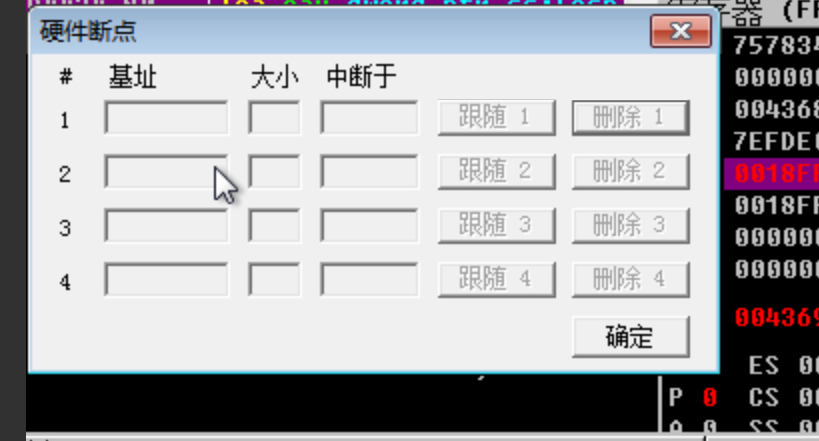 硬件断点
# 基址 大小 中断于
1 跟随 1 删除 1
2 跟随 2 删除 2
3 跟随 3 删除 3
4 跟随 4 删除 4
确定
器 (FP
757834
000000
004368
7EFDE0
0018FF
0018FF
000000
000000
004369
ES 00
P 0 CS 00
A 0 SS 00